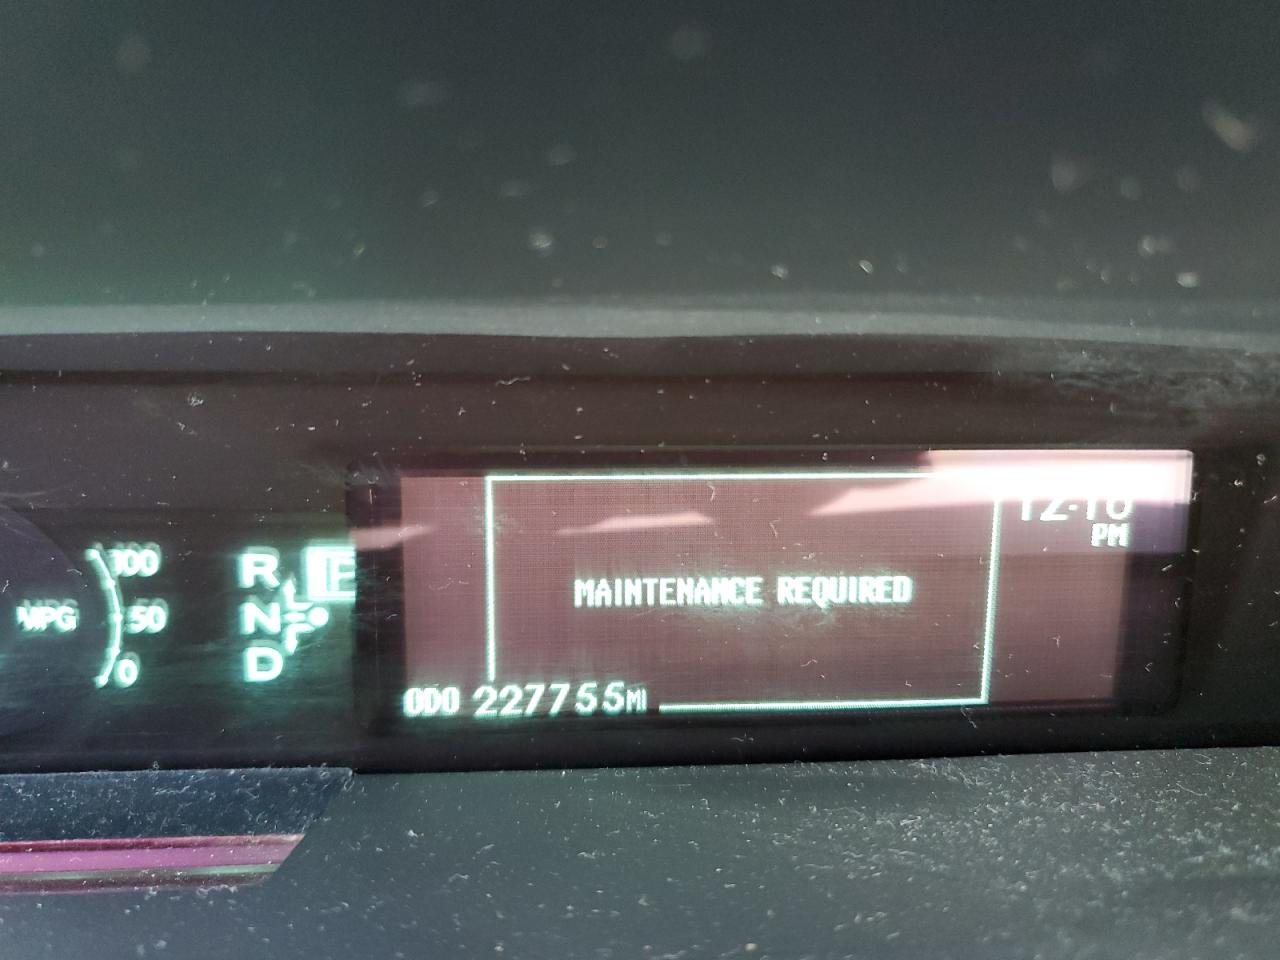 100
MPG
50
0
R
N
D
MAINTENANCE REQUIRED
ODO 227755MI
PM